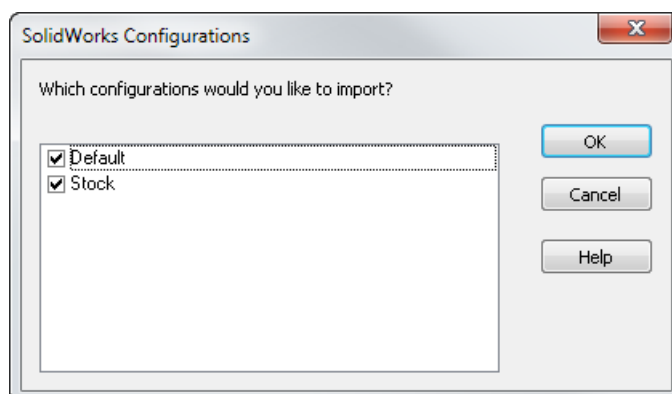 SolidWorks Configurations
Which configurations would you like to import?
Default
Stock
OK
Cancel
Help